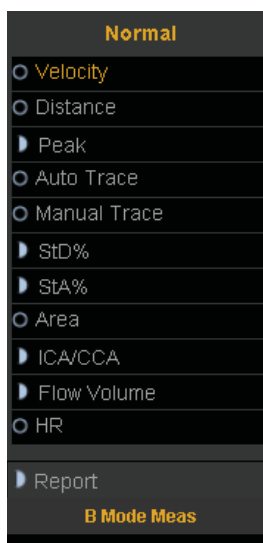 Normal
Velocity
Distance
Peak
Auto Trace
Manual Trace
StD%
StA%
Area
ICA/CCA
Flow Volume
HR
Report
B Mode Meas